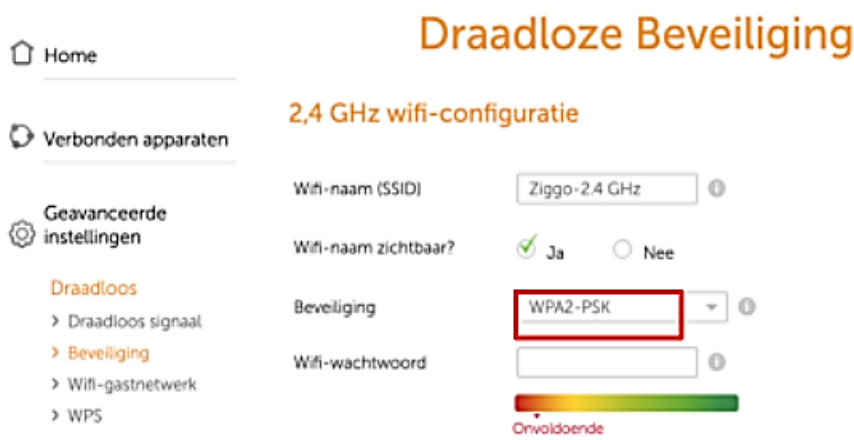 Draadloze Beveiliging
Home
Verbonden apparaten
Geavanceerde
instellingen
Draadloos
> Draadloos signaal
> Beveiliging
> Wifi-gastnetwerk
> WPS
2,4 GHz wifi-configuratie
Wifi-naam (SSID)
Ziggo-2.4 GHz
Wifi-naam zichtbaar?
Ja
Nee
Beveiliging
WPA2-PSK
Wifi-wachtwoord
Onvoldoende